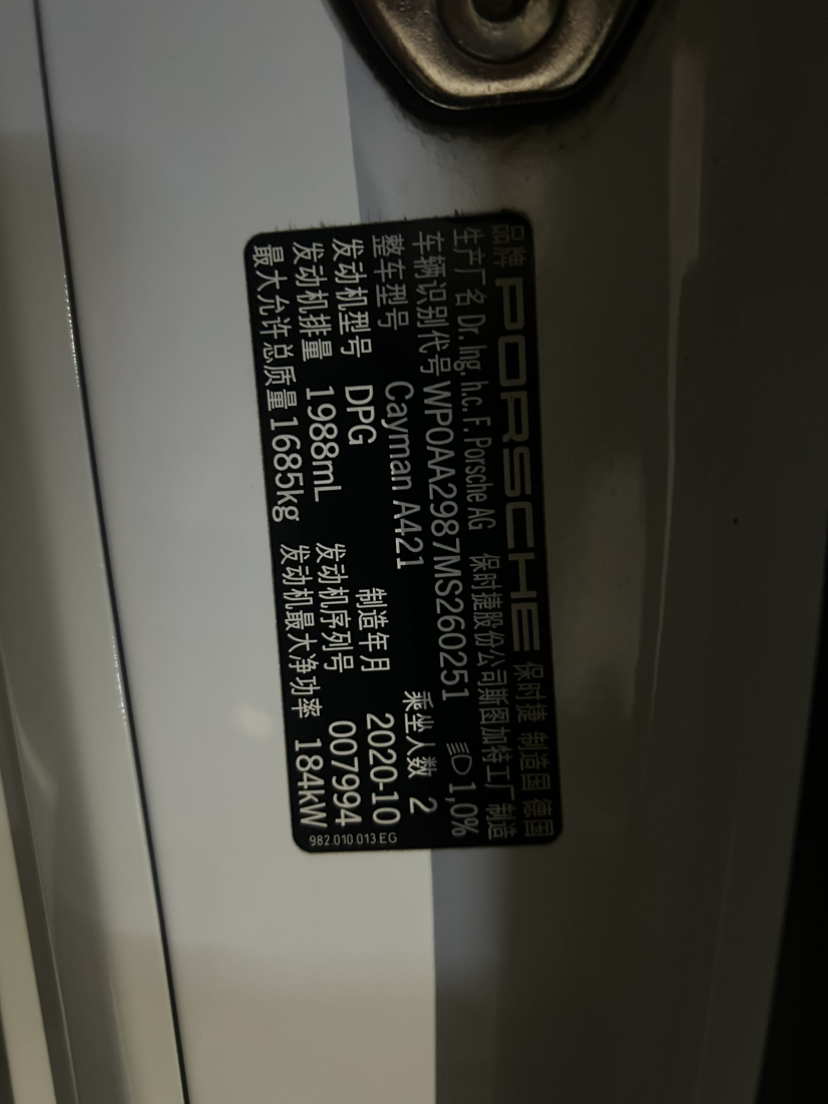 品牌 PORSCHE 保时捷 制造国 德国
生产厂名 Dr. Ing. h.c. F. Porsche AG 保时捷股份公司斯图加特工厂制造
车辆识别代号 WP0AA2987MS260251 1,0%
整车型号 Cayman A421 乘坐人数 2
发动机型号 DPG 制造年月 2020-10
发动机排量 1988mL 发动机序列号 007994
最大允许总质量 1685kg 发动机最大净功率 184kW
982.010.013.EG